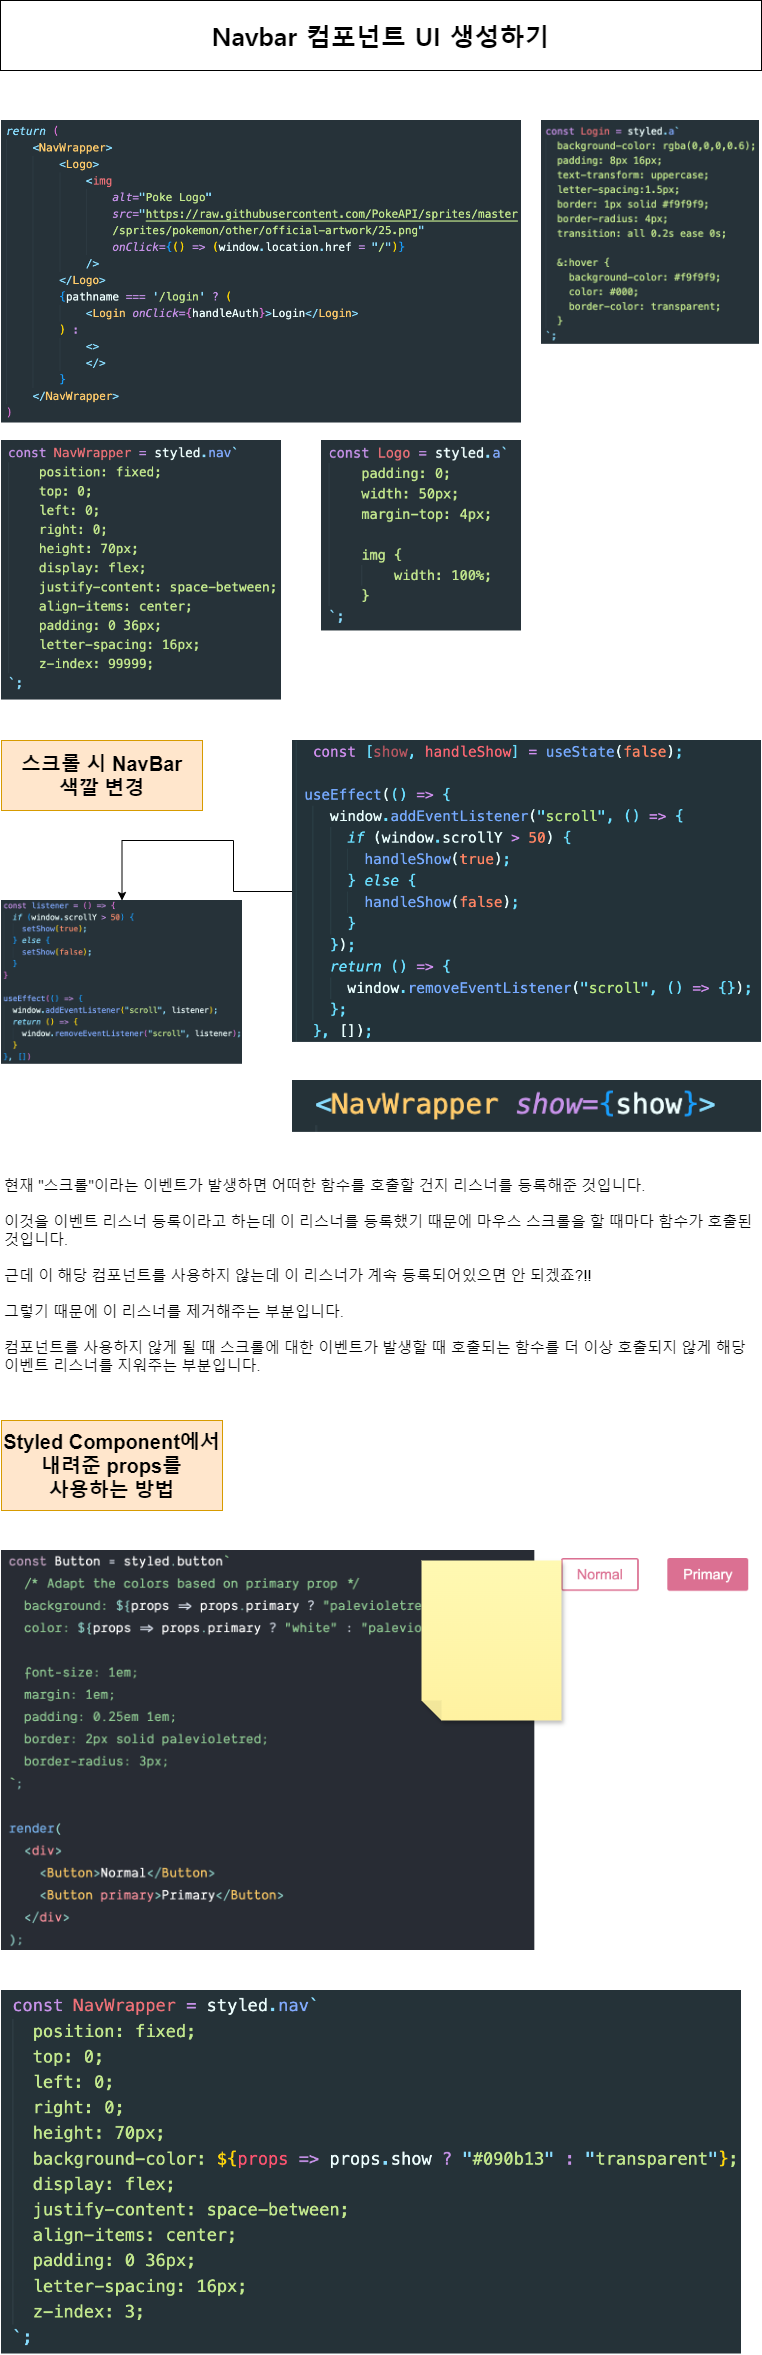 Navbar 컴포넌트 UI 생성하기
return (
<NavWrapper>
<Logo>
<img
alt="Poke Logo"
src="https://raw.githubusercontent.com/PokeAPI/sprites/master
/sprites/pokemon/other/official-artwork/25.png"
onClick={() => (window.location.href = "/")}
/>
</Logo>
{pathname === '/login' ? (
<Login onClick={handleAuth}>Login</Login>
) :
<>
</>
}
</NavWrapper>
)
const Login = styled.a`
background-color: rgba(0,0,0,0.6);
padding: 8px 16px;
text-transform: uppercase;
letter-spacing:1.5px;
border: 1px solid #f9f9f9;
border-radius: 4px;
transition: all 0.2s ease 0s;
&:hover {
background-color: #f9f9f9;
color: #000;
border-color: transparent;
}
`;
const NavWrapper = styled.nav`
position: fixed;
top: 0;
left: 0;
right: 0;
height: 70px;
display: flex;
justify-content: space-between;
align-items: center;
padding: 0 36px;
letter-spacing: 16px;
z-index: 99999;
`;
const Logo = styled.a`
padding: 0;
width: 50px;
margin-top: 4px;
img {
width: 100%;
}
`;
스크롤 시 NavBar
색깔 변경
const [show, handleShow] = useState(false);
useEffect(() => {
window.addEventListener("scroll", () => {
if (window.scrollY > 50) {
handleShow(true);
} else {
handleShow(false);
}
});
return () => {
window.removeEventListener("scroll", () => {});
};
}, []);
const listener = () => {
if (window.scrollY > 50) {
setShow(true);
} else {
setShow(false);
}
}
useEffect(() => {
window.addEventListener("scroll", listener);
return () => {
window.removeEventListener("scroll", listener);
}
}, [])
<NavWrapper show={show}>
현재 "스크롤"이라는 이벤트가 발생하면 어떠한 함수를 호출할 건지 리스너를 등록해준 것입니다.
이것을 이벤트 리스너 등록이라고 하는데 이 리스너를 등록했기 때문에 마우스 스크롤을 할 때마다 함수가 호출된
것입니다.
근데 이 해당 컴포넌트를 사용하지 않는데 이 리스너가 계속 등록되어있으면 안 되겠죠?!!
그렇기 때문에 이 리스너를 제거해주는 부분입니다.
컴포넌트를 사용하지 않게 될 때 스크롤에 대한 이벤트가 발생할 때 호출되는 함수를 더 이상 호출되지 않게 해당
이벤트 리스너를 지워주는 부분입니다.
Styled Component에서
내려준 props를
사용하는 방법
const Button = styled.button`
/* Adapt the colors based on primary prop */
background: ${props => props.primary ? "palevioletre
color: ${props => props.primary ? "white" : "palevio
font-size: 1em;
margin: 1em;
padding: 0.25em 1em;
border: 2px solid palevioletred;
border-radius: 3px;
`;
render(
<div>
<Button>Normal</Button>
<Button primary>Primary</Button>
</div>
);
Normal
Primary
const NavWrapper = styled.nav`
position: fixed;
top: 0;
left: 0;
right: 0;
height: 70px;
background-color: ${props => props.show ? "#090b13" : "transparent"};
display: flex;
justify-content: space-between;
align-items: center;
padding: 0 36px;
letter-spacing: 16px;
z-index: 3;
`;